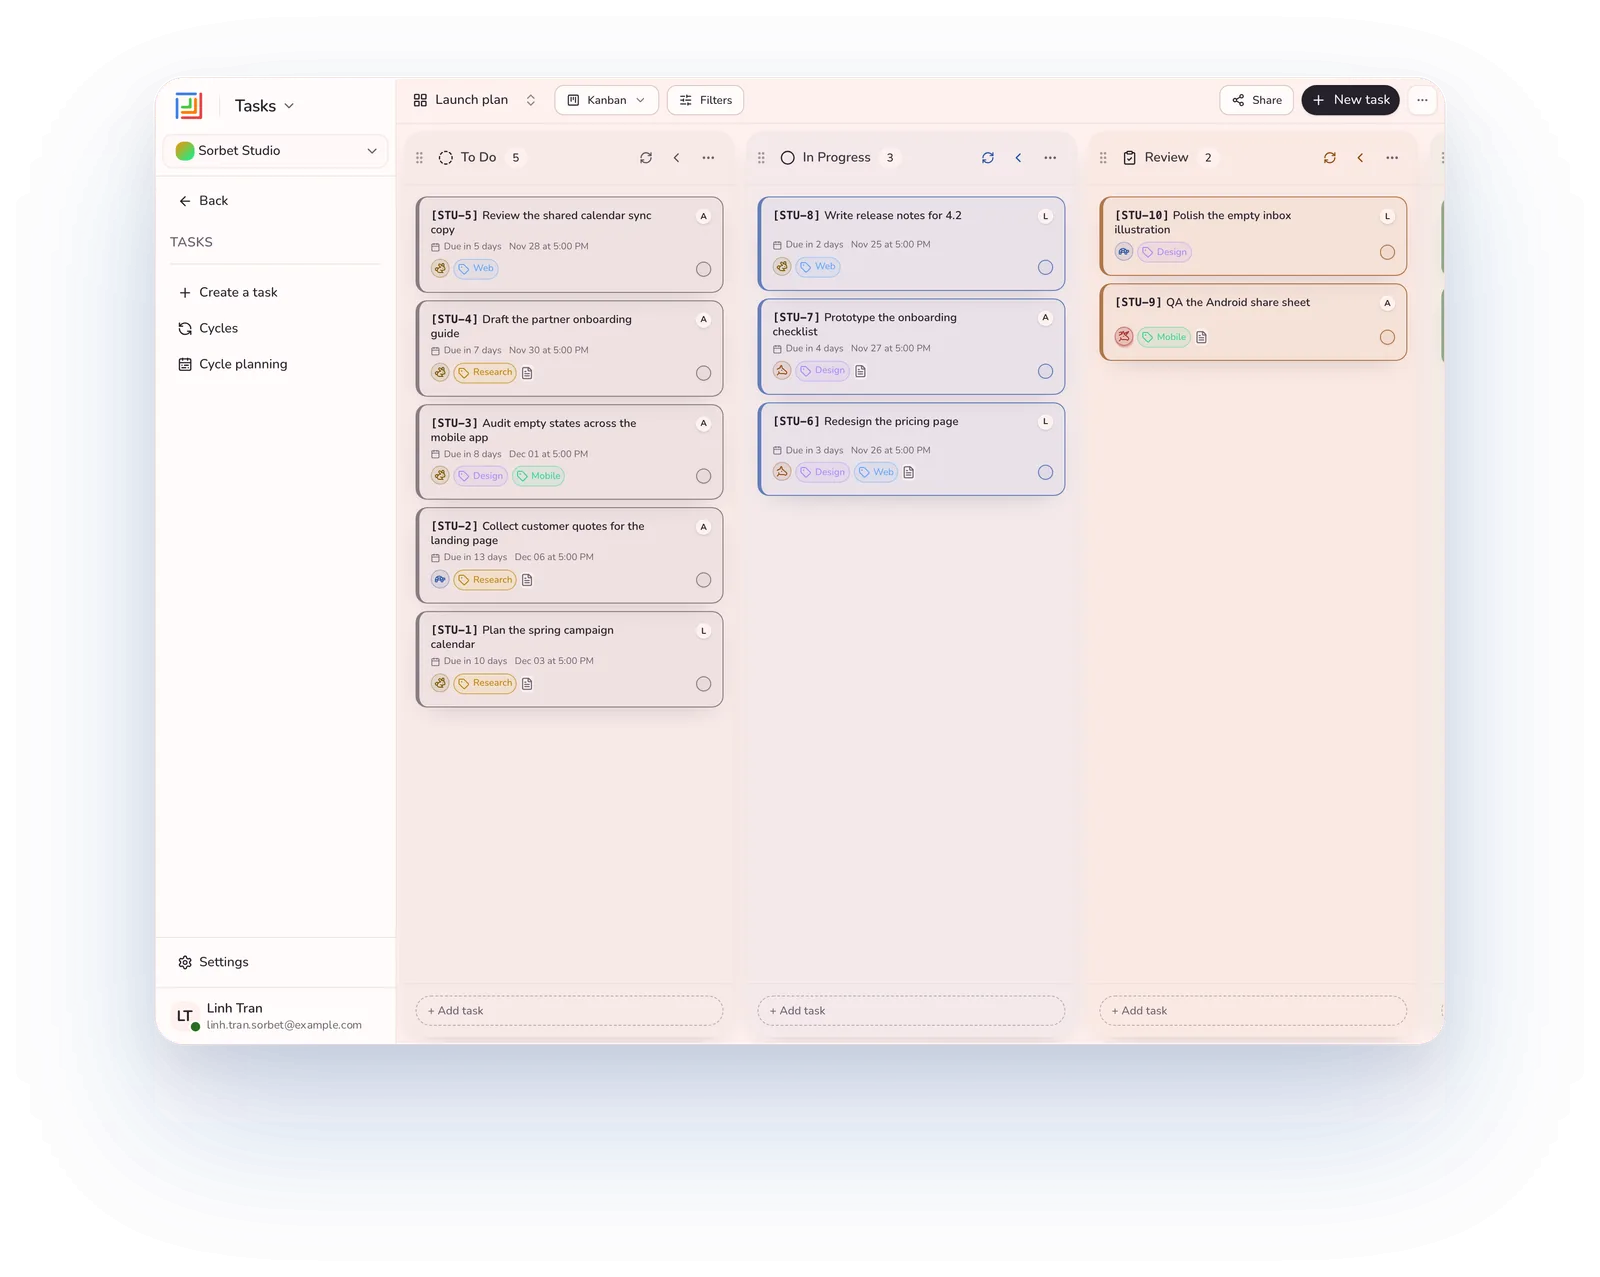 Tasks
Sorbet Studio
Back
TASKS
Create a task
Cycles
Cycle planning
Settings
LT
Linh Tran
linh.tran.sorbet@example.com
Launch plan
Kanban
Filters
Share
New task
To Do 5
[STU-5] Review the shared calendar sync
copy
A
Due in 5 days Nov 28 at 5:00 PM
Web
[STU-4] Draft the partner onboarding
guide
A
Due in 7 days Nov 30 at 5:00 PM
Research
[STU-3] Audit empty states across the
mobile app
A
Due in 8 days Dec 01 at 5:00 PM
Design Mobile
[STU-2] Collect customer quotes for the
landing page
A
Due in 13 days Dec 06 at 5:00 PM
Research
[STU-1] Plan the spring campaign
calendar
L
Due in 10 days Dec 03 at 5:00 PM
Research
+ Add task
In Progress 3
[STU-8] Write release notes for 4.2
L
Due in 2 days Nov 25 at 5:00 PM
Web
[STU-7] Prototype the onboarding
checklist
A
Due in 4 days Nov 27 at 5:00 PM
Design
[STU-6] Redesign the pricing page
L
Due in 3 days Nov 26 at 5:00 PM
Design Web
+ Add task
Review 2
[STU-10] Polish the empty inbox
illustration
L
Design
[STU-9] QA the Android share sheet
A
Mobile
+ Add task